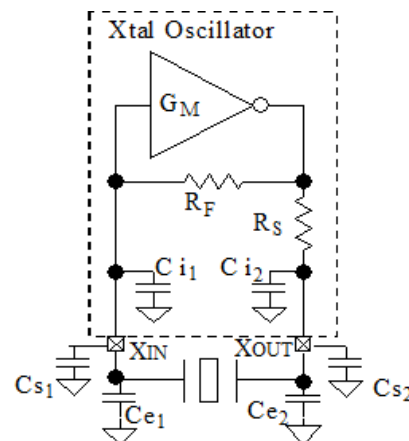 Xtal Oscillator
GM
RF
RS
Ci1
Ci2
XIN
XOUT
Cs1
Cs2
Ce1
Ce2